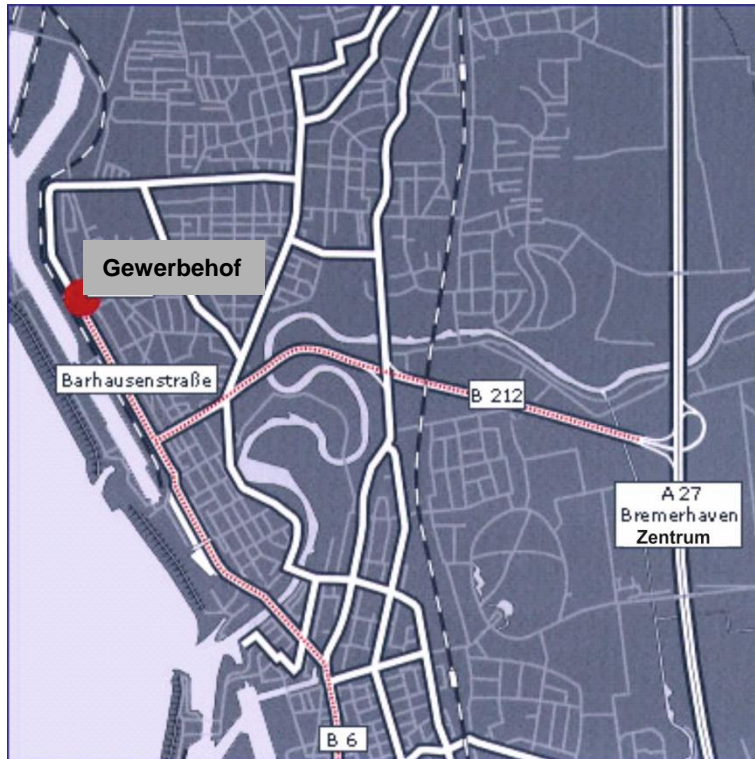 Gewerbehof
Barhausenstraße
B 212
A 27
Bremerhaven
Zentrum
B 6